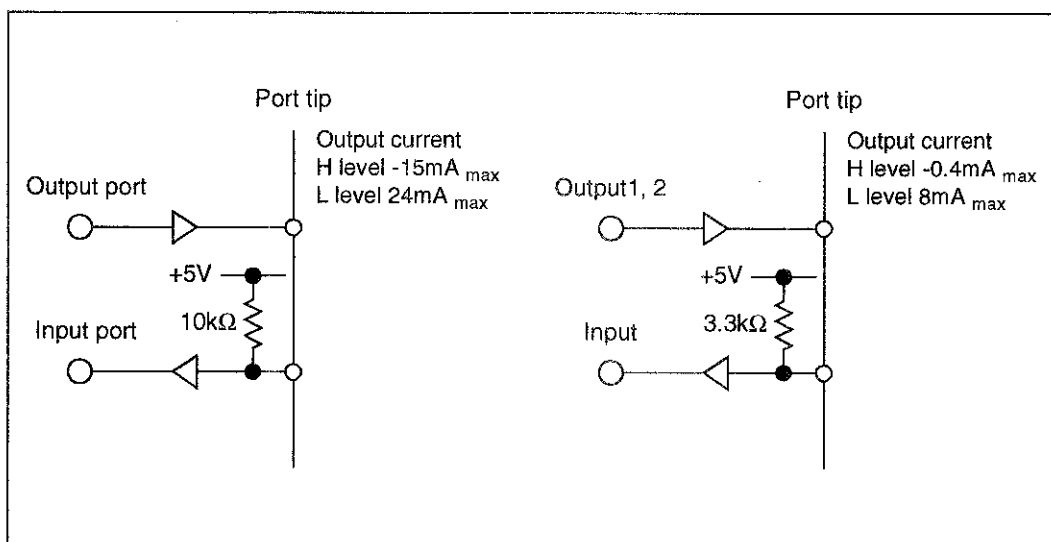 Port tip
Output current
H level -15mA max
L level 24mA max
Output port
+5V
10kΩ
Input port
Port tip
Output current
H level -0.4mA max
L level 8mA max
Output1, 2
+5V
3.3kΩ
Input